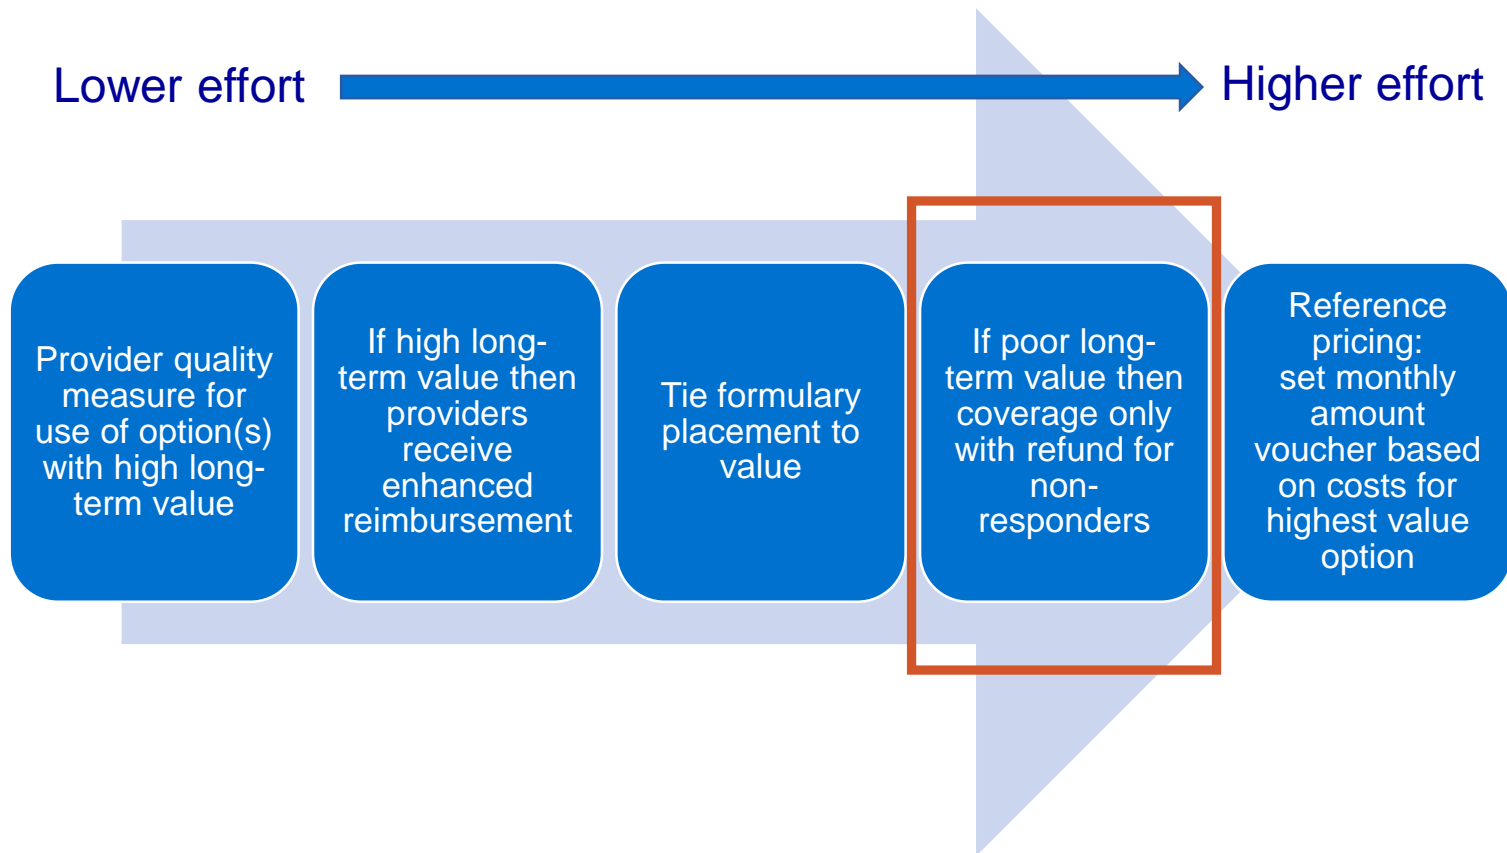 Lower effort
Higher effort
Provider quality
measure for
use of option(s)
with high long-
term value
If high long-
term value then
providers
receive
enhanced
reimbursement
Tie formulary
placement to
value
If poor long-
term value then
coverage only
with refund for
non-
responders
Reference
pricing:
set monthly
amount
voucher based
on costs for
highest value
option